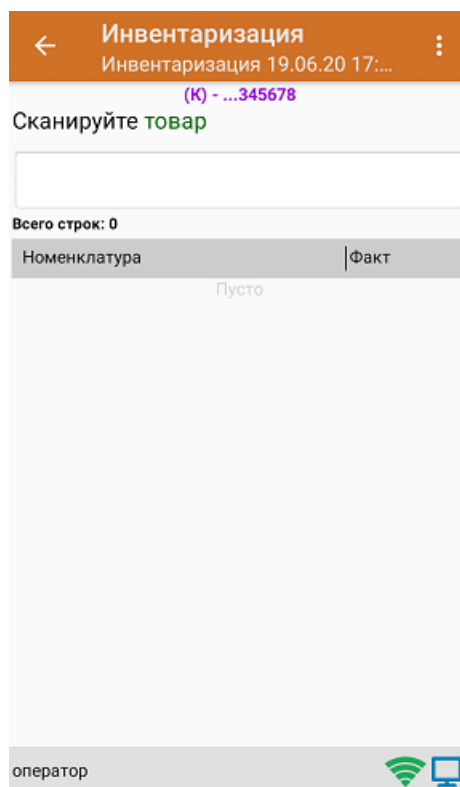 Инвентаризация
Инвентаризация 19.06.20 17:...
(К) - ...345678
Сканируйте товар
Всего строк: 0
Номенклатура Факт
Пусто
оператор